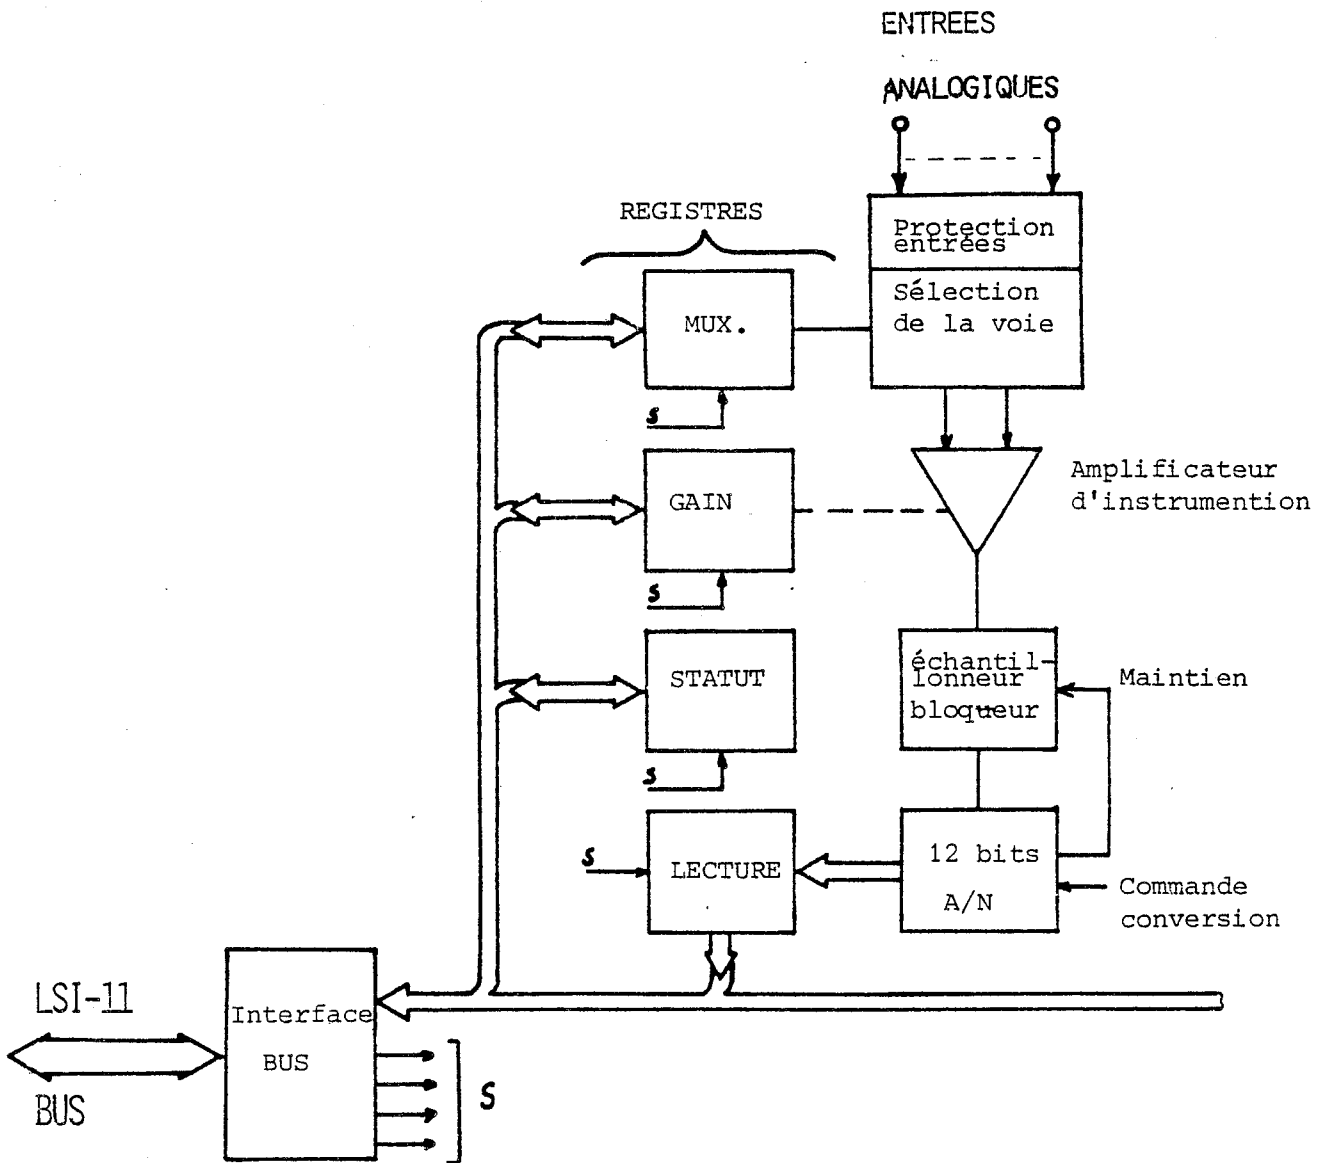 ENTREES
ANALOGIQUES
REGISTRES
Protection
entrées
Sélection
de la voie
MUX.
S
GAIN
S
Amplificateur
d'instrumention
STATUT
S
échantil-
lonneur
bloqueur
Maintien
S
LECTURE
12 bits
A/N
Commande
conversion
LSI-11
BUS
Interface
BUS
S